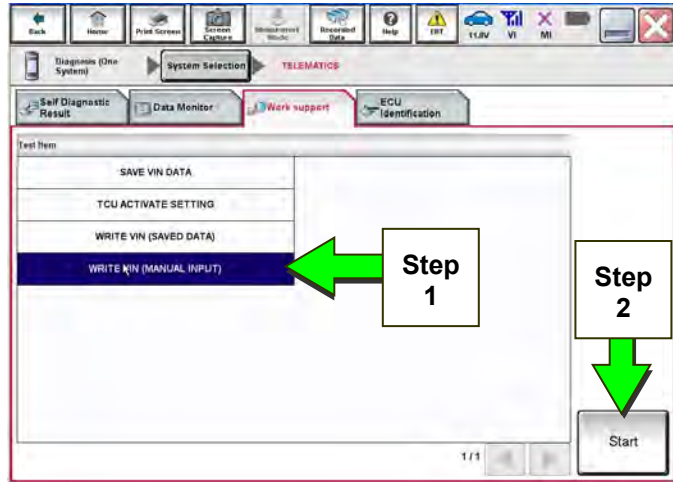 Back
Home
Print Screen
Screen Capture
Measurement Mode
Recorded Data
Help
ERT
11.8V
VI
MI
Diagnosis (One System)
System Selection
TELEMATICS
Self Diagnostic Result
Data Monitor
Work support
ECU Identification
Test Item
SAVE VIN DATA
TCU ACTIVATE SETTING
WRITE VIN (SAVED DATA)
WRITE VIN (MANUAL INPUT)
Step 1
Step 2
1/1
Start